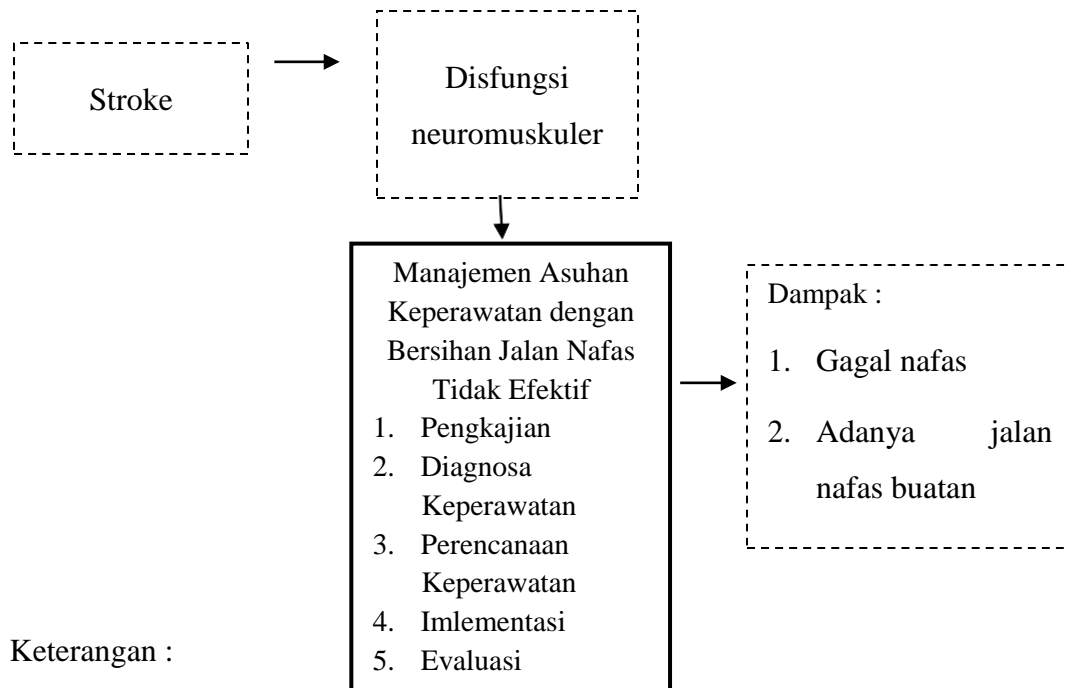 Stroke
Disfungsi
neuromuskuler
Manajemen Asuhan
Keperawatan dengan
Bersihan Jalan Nafas
Tidak Efektif
1. Pengkajian
2. Diagnosa
Keperawatan
3. Perencanaan
Keperawatan
4. Imlementasi
5. Evaluasi
Dampak :
1. Gagal nafas
2. Adanya jalan
nafas buatan
Keterangan :